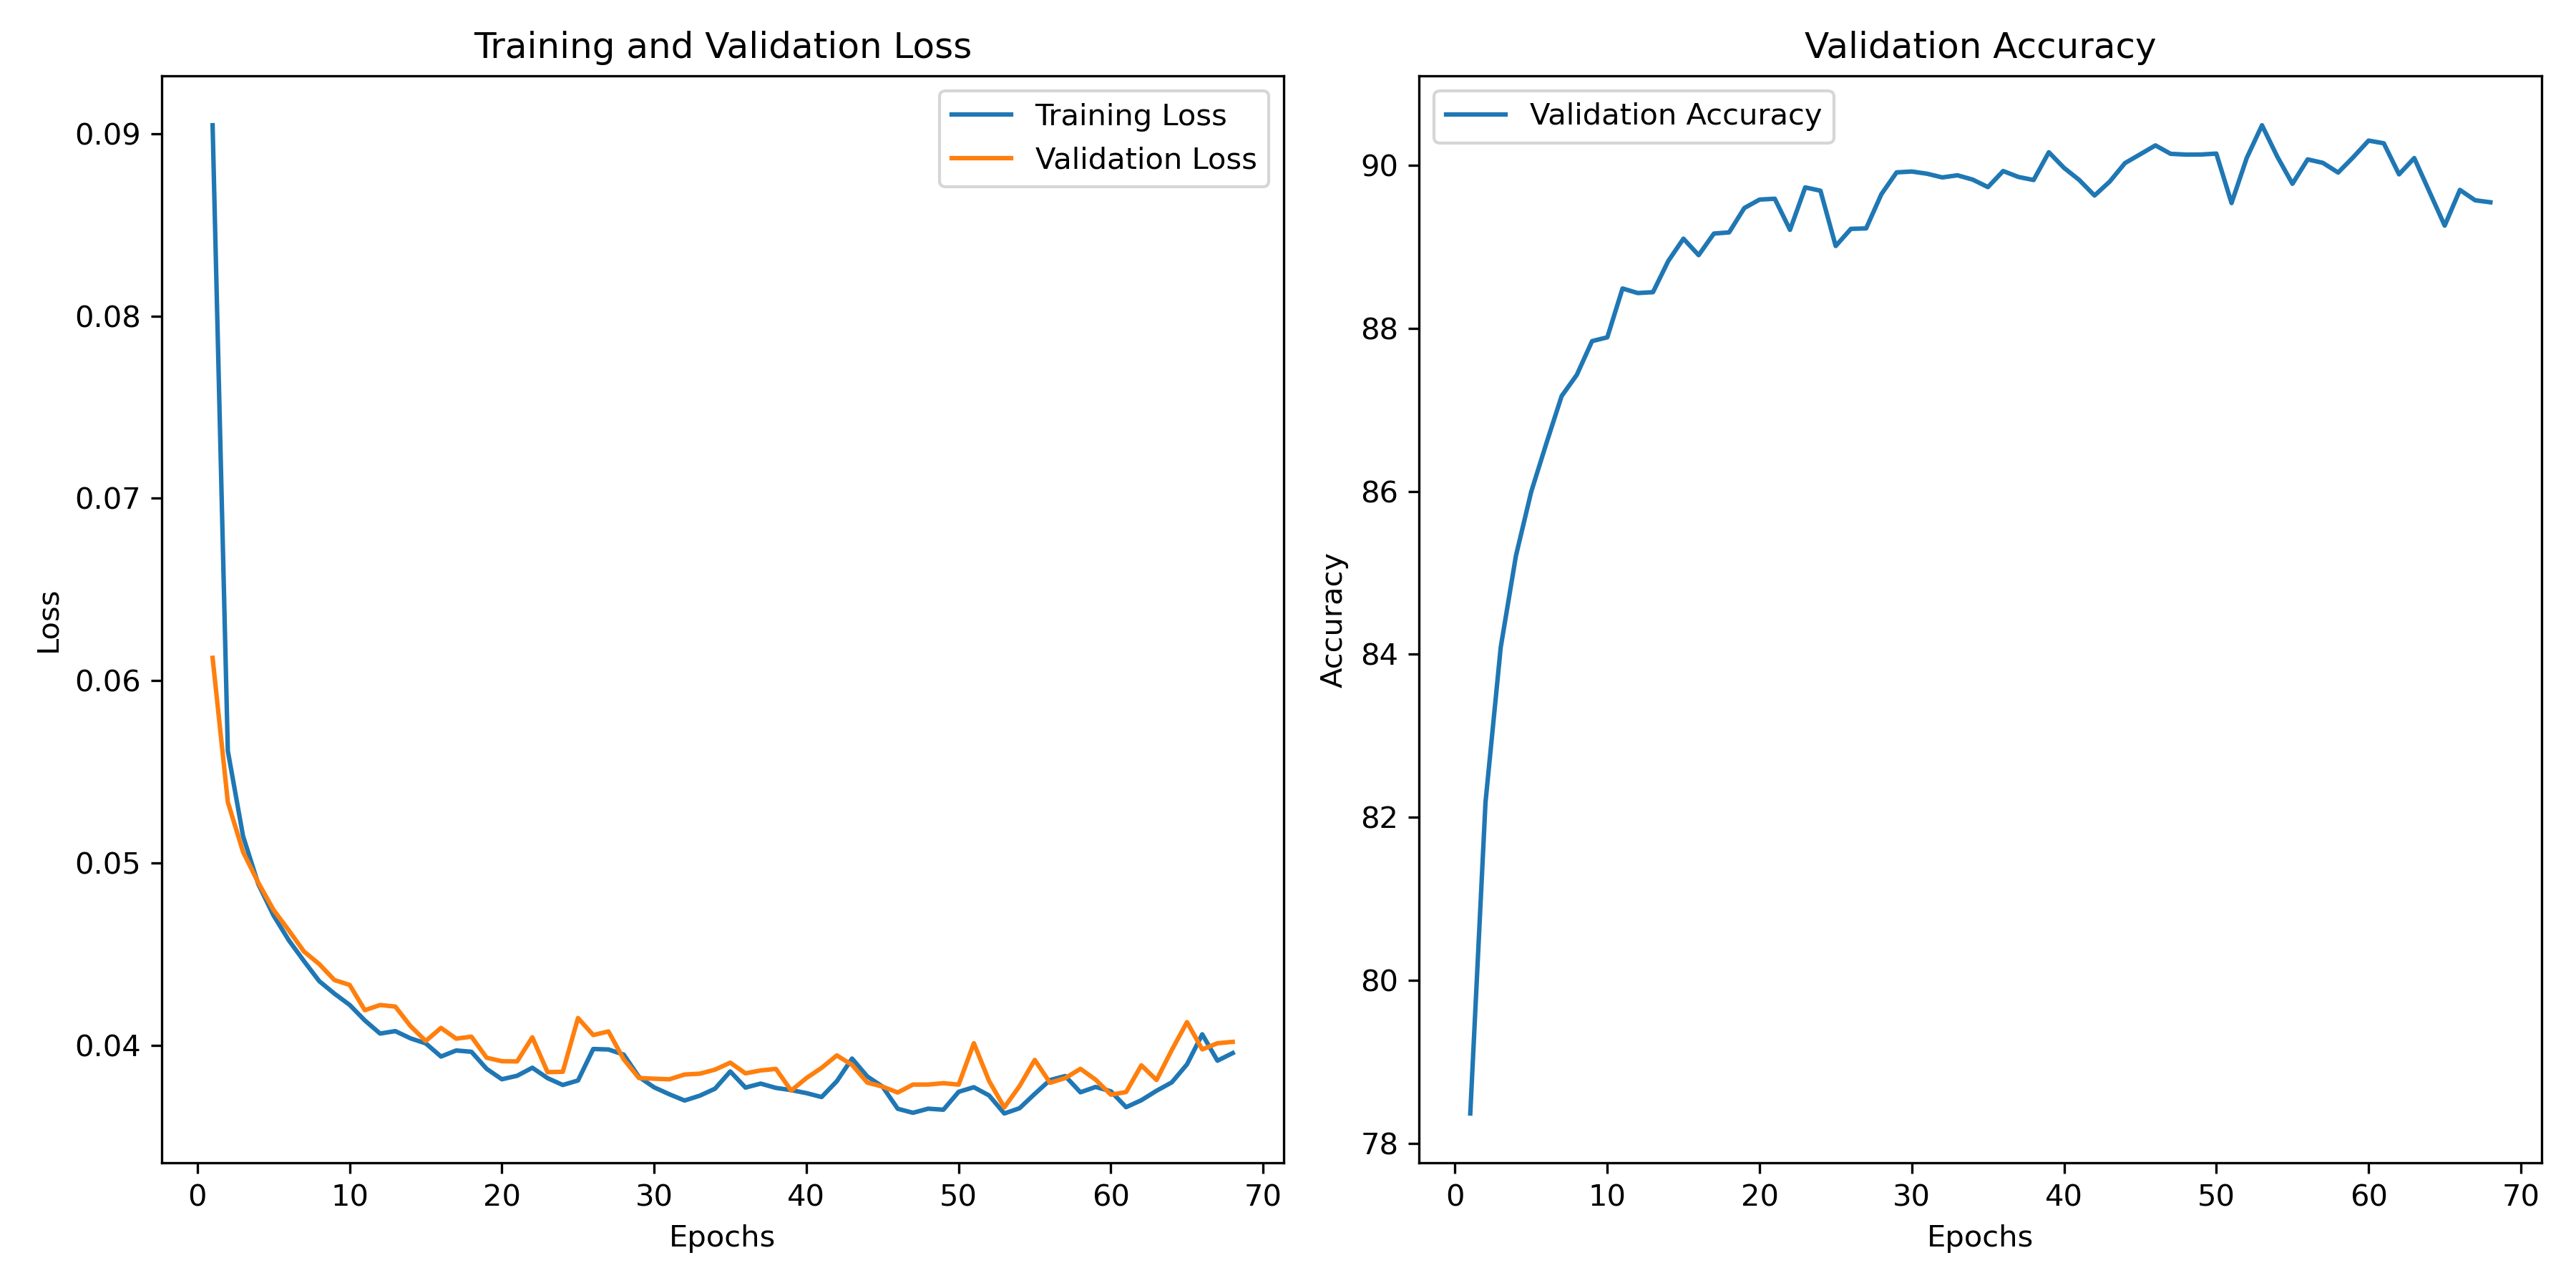 Training and Validation Loss
Training Loss
Validation Loss
0.09
0.08
0.07
0.06
0.05
0.04
Loss
0 10 20 30 40 50 60 70
Epochs
Validation Accuracy
Validation Accuracy
90
88
86
84
82
80
78
Accuracy
0 10 20 30 40 50 60 70
Epochs